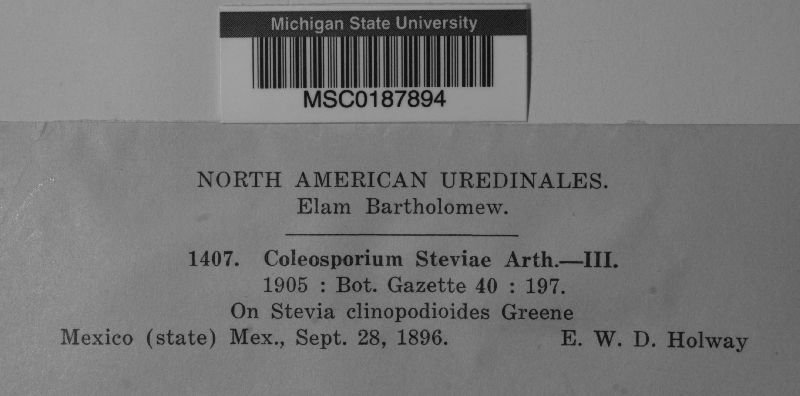 Michigan State University
MSC0187894
NORTH AMERICAN UREDINALES.
Elam Bartholomew.
1407. Coleosporium Steviae Arth.—III.
1905 : Bot. Gazette 40 : 197.
On Stevia clinopodioides Greene
Mexico (state) Mex., Sept. 28, 1896. E. W. D. Holway